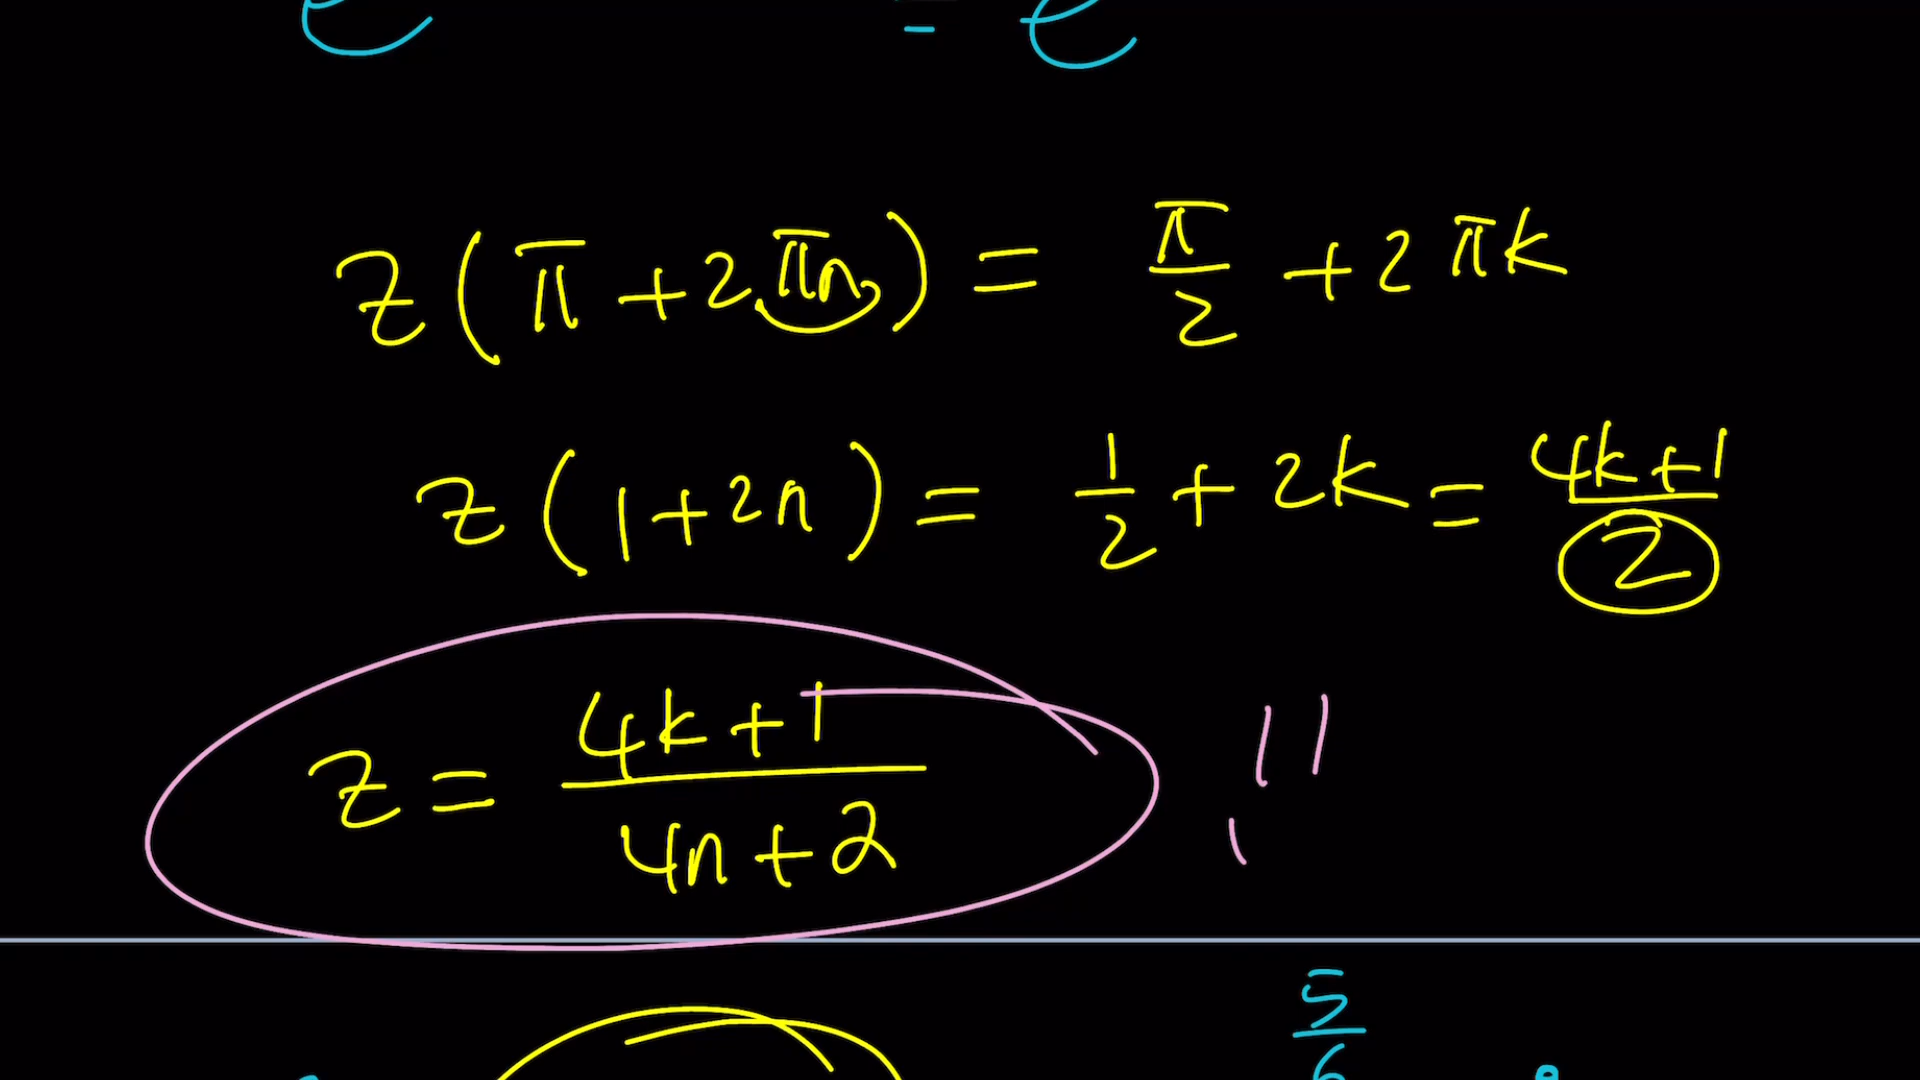 e = e
z(π + 2πn) = π/2 + 2πk
z(1 + 2n) = 1/2 + 2k = 4k+1/2
z = 4k+1/4n+2 !!
5/6